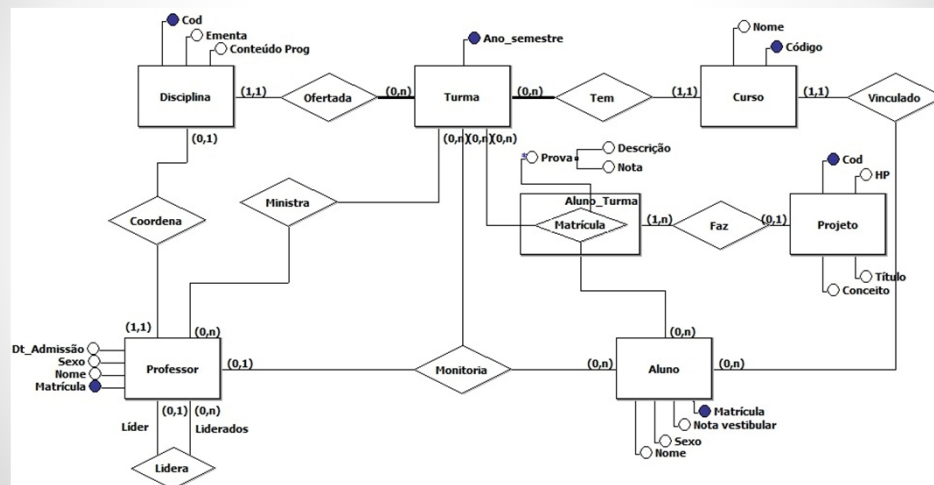 Cod
Ementa
Conteúdo Prog
Ano_semestre
Nome
Código
Disciplina
(1,1)
Ofertada
(0,n)
Turma
(0,n)
Tem
(1,1)
Curso
(1,1)
Vinculado
(0,1)
(0,n)(0,n)(0,n)
Prova
Descrição
Nota
Cod
HP
Coordena
Ministra
Aluno_Turma
Matrícula
(1,n)
Faz
(0,1)
Projeto
Título
Conceito
(1,1)
(0,n)
(0,n)
Dt_Admissão
Sexo
Nome
Matrícula
Professor
(0,1)
Monitoria
(0,n)
Aluno
(0,n)
Líder
(0,1)
(0,n)
Liderados
Lidera
Matrícula
Nota vestibular
Sexo
Nome